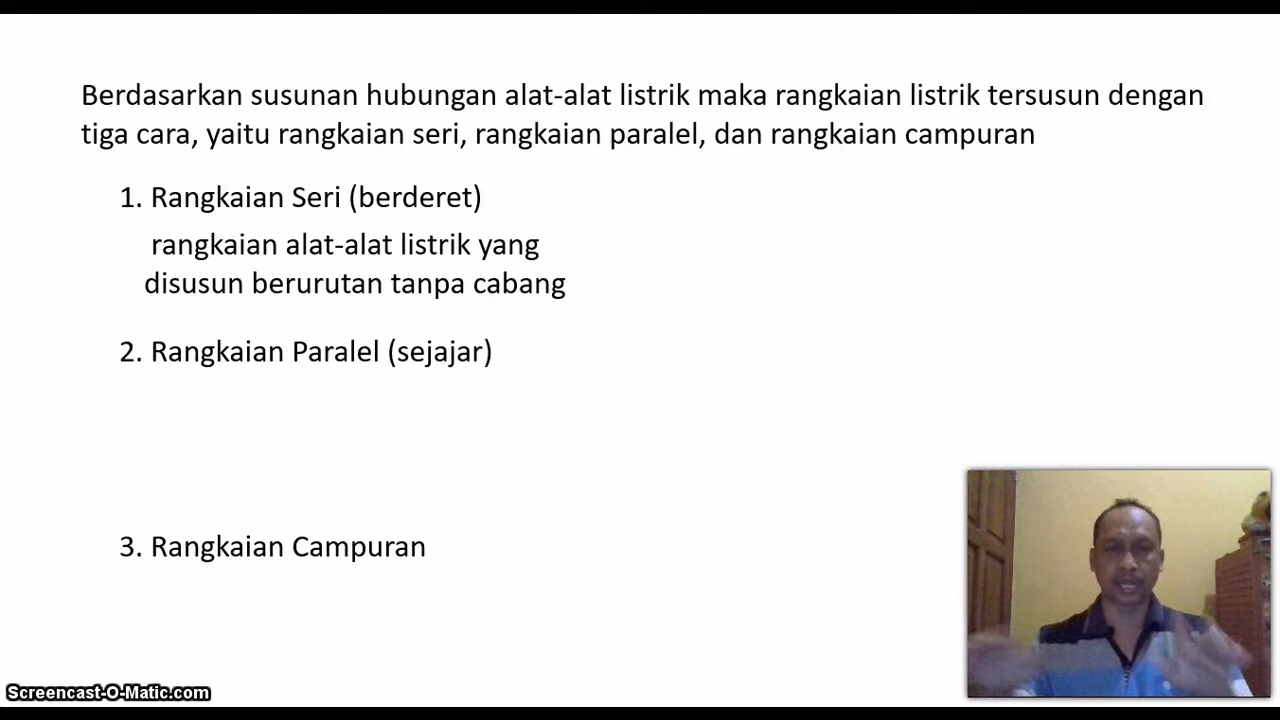 Berdasarkan susunan hubungan alat-alat listrik maka rangkaian listrik tersusun dengan
tiga cara, yaitu rangkaian seri, rangkaian paralel, dan rangkaian campuran
1. Rangkaian Seri (berderet)
rangkaian alat-alat listrik yang
disusun berurutan tanpa cabang
2. Rangkaian Paralel (sejajar)
3. Rangkaian Campuran
Screencast-O-Matic.com